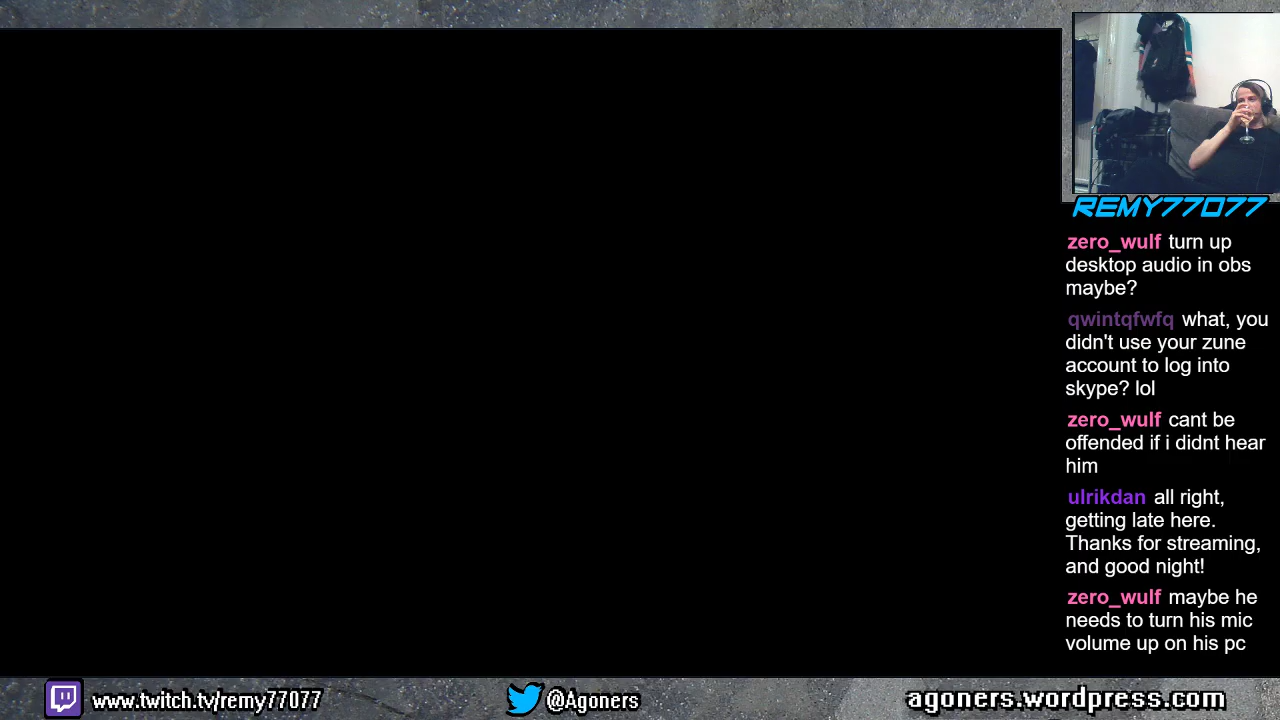 REMY77077
zero_wulf turn up
desktop audio in obs
maybe?
qwintqfwfq what, you
didn't use your zune
account to log into
skype? lol
zero_wulf cant be
offended if i didnt hear
him
ulrikdan all right,
getting late here.
Thanks for streaming,
and good night!
zero_wulf maybe he
needs to turn his mic
volume up on his pc
www.twitch.tv/remy77077
@Agoners
agoners.wordpress.com